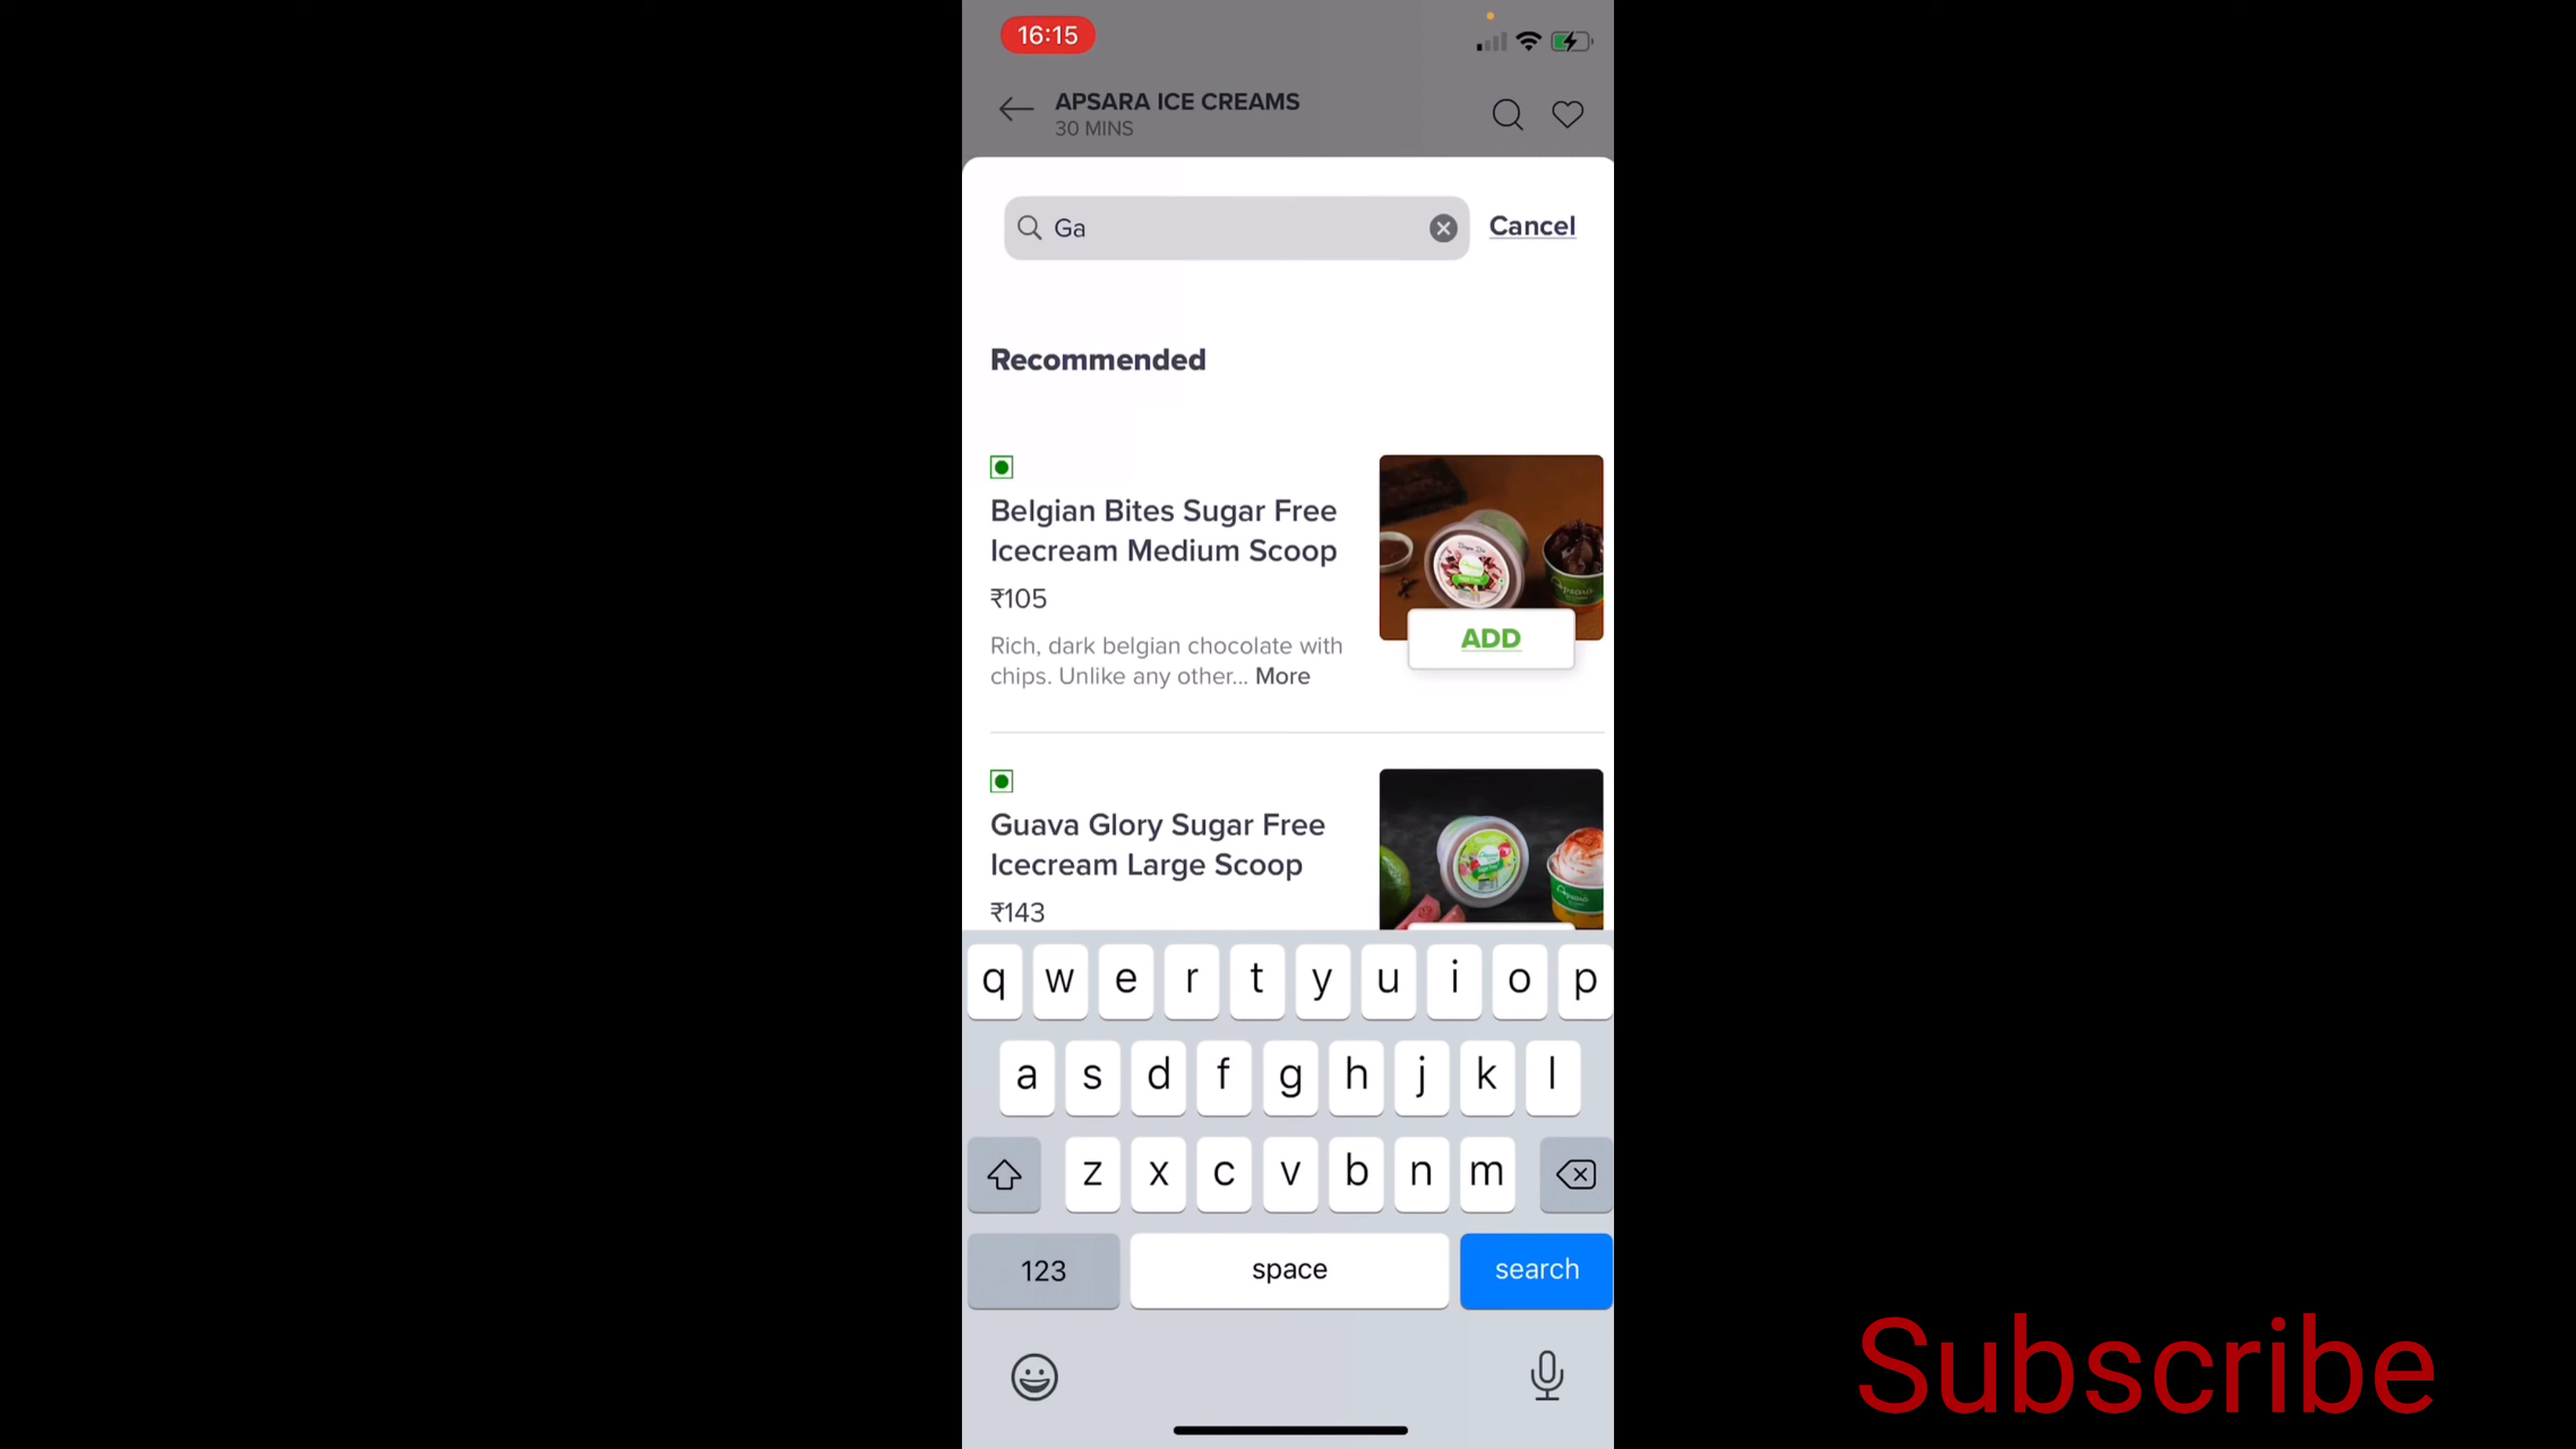 16:15
APSARA ICE CREAMS
30 MINS
Ga
Cancel
Recommended
Belgian Bites Sugar Free
Icecream Medium Scoop
₹105
Rich, dark belgian chocolate with
chips. Unlike any other... More
ADD
Guava Glory Sugar Free
Icecream Large Scoop
₹143
q w e r t y u i o p
a s d f g h j k l
z x c v b n m
123 space search
Subscribe